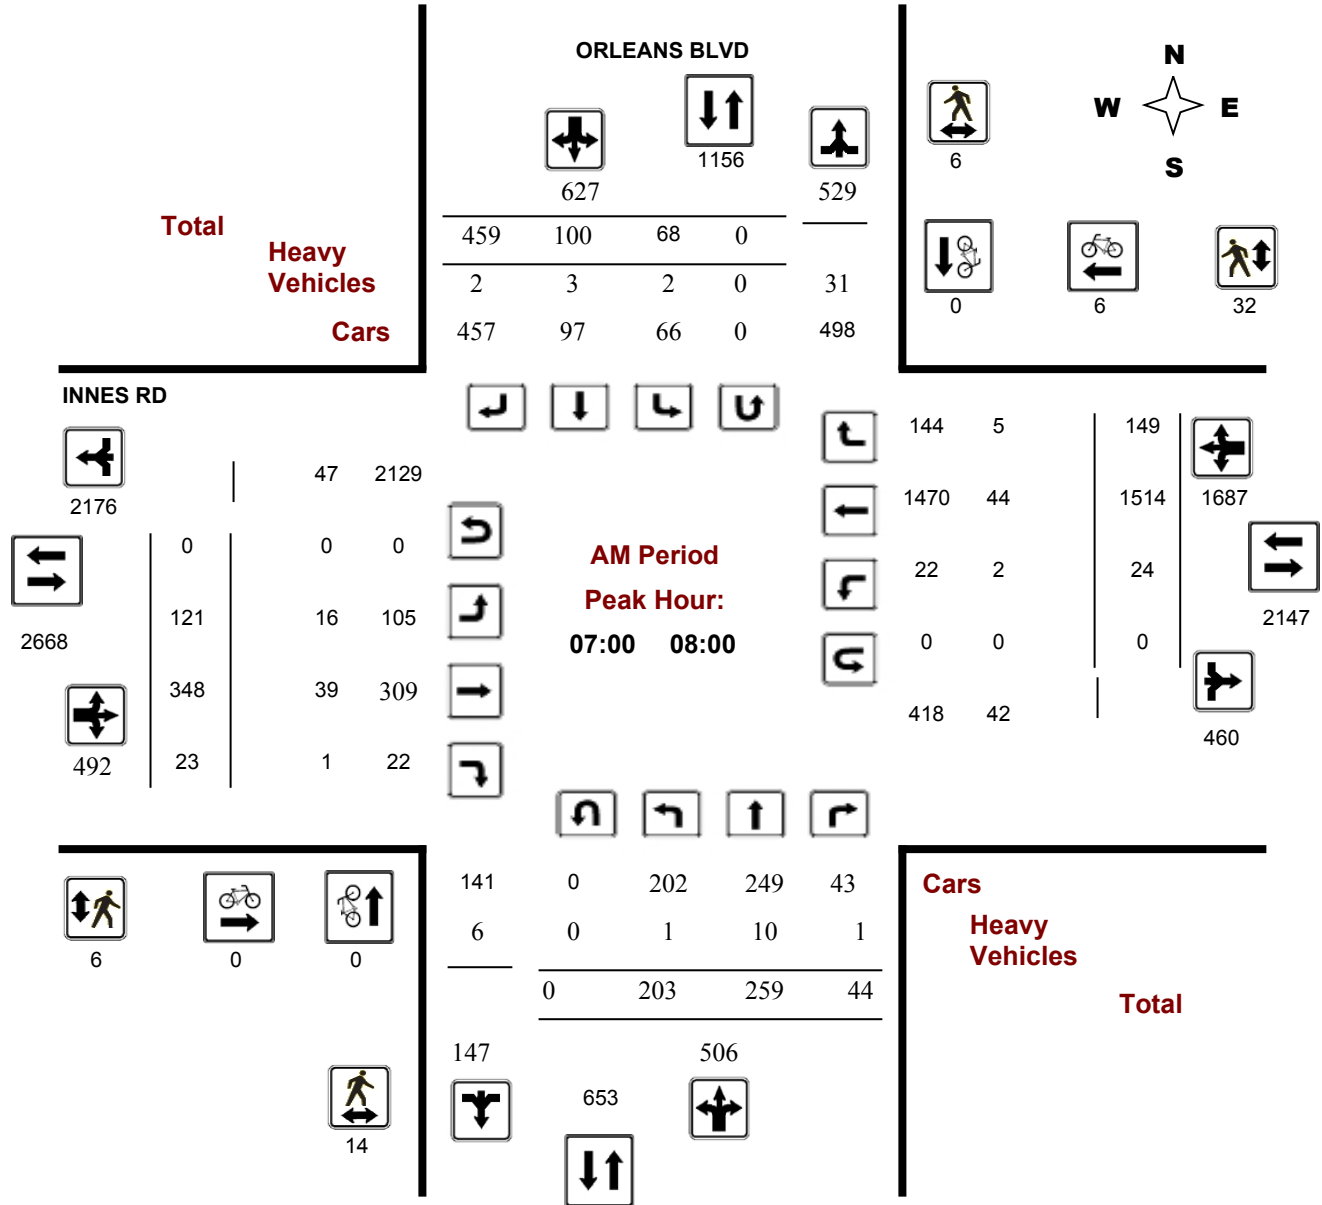 ORLEANS BLVD
N
W E
S
1156
6
627 529
Total
459 100 68 0
Heavy
Vehicles
2 3 2 0 31
0 6 32
Cars
457 97 66 0 498
INNES RD
144 5 149
47 2129
2176
1470 44 1514 1687
0 0 0
AM Period
22 2 24
Peak Hour:
121 16 105
2147
2668
07:00 08:00
0 0 0
348 39 309
418 42
460
492 23 1 22
141 0 202 249 43
Cars
6 0 1 10 1
Heavy
Vehicles
6 0 0
0 203 259 44
Total
147 506
653
14